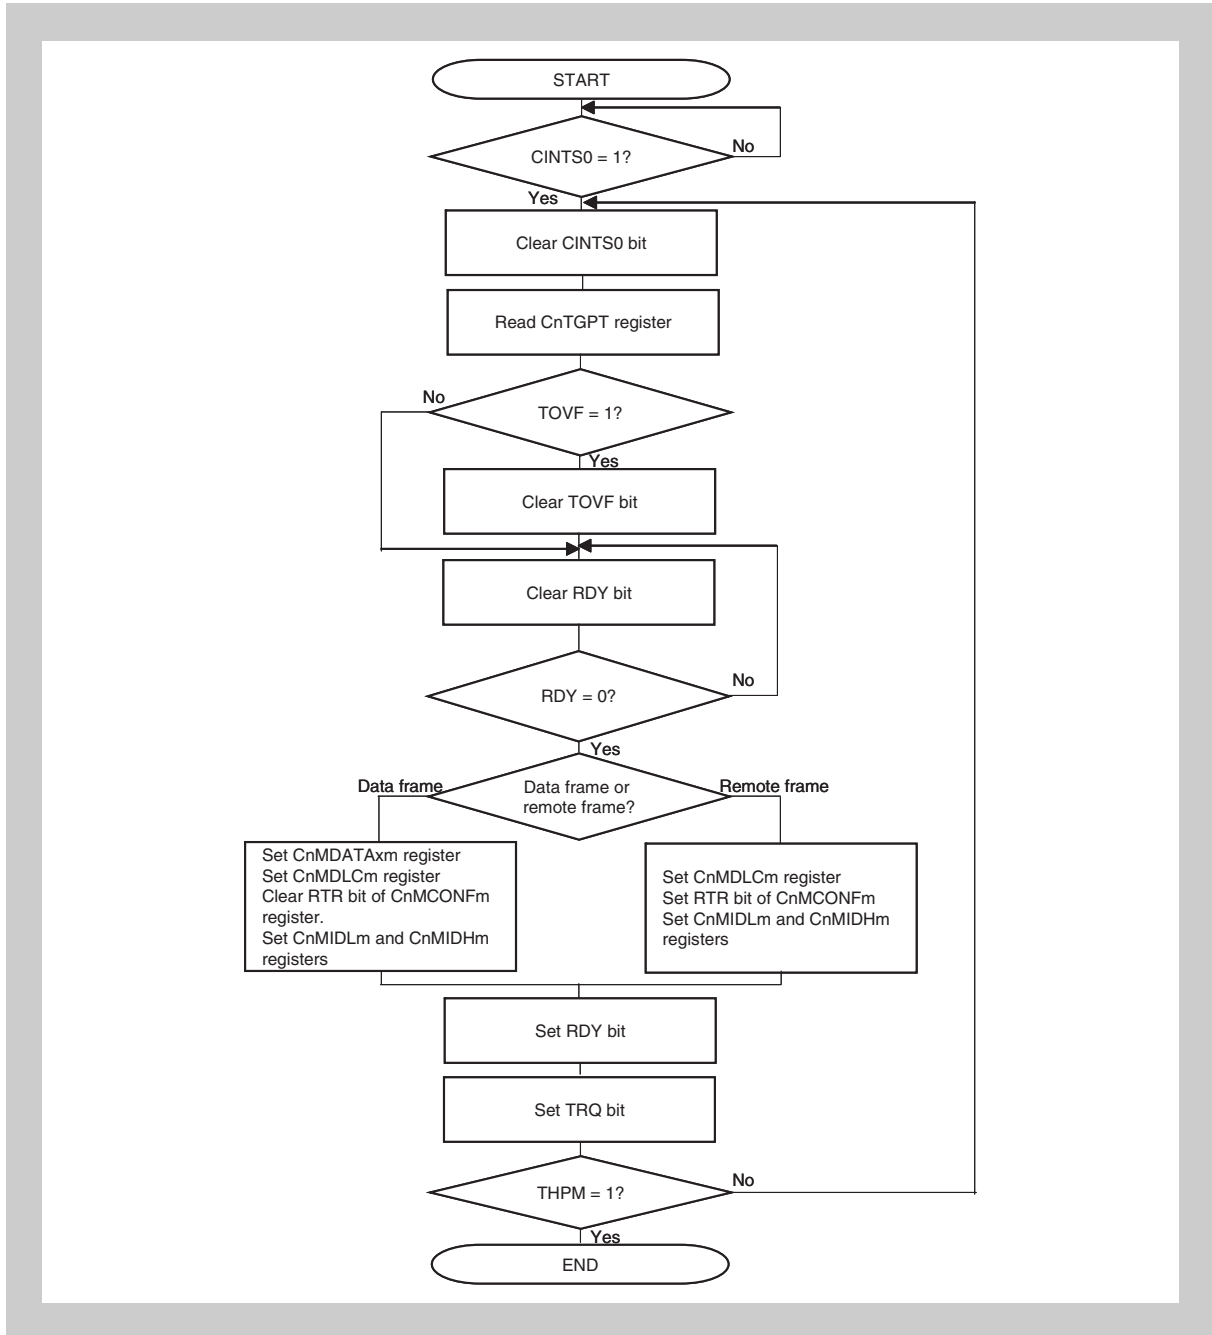 START
CINTS0 = 1?
No
Yes
Clear CINTS0 bit
Read CnTGPT register
No
TOVF = 1?
Yes
Clear TOVF bit
Clear RDY bit
RDY = 0?
No
Yes
Data frame
Data frame or
remote frame?
Remote frame
Set CnMDATAxm register
Set CnMDLCm register
Clear RTR bit of CnMCONFm
register.
Set CnMIDLm and CnMIDHm
registers
Set CnMDLCm register
Set RTR bit of CnMCONFm
Set CnMIDLm and CnMIDHm
registers
Set RDY bit
Set TRQ bit
THPM = 1?
No
Yes
END